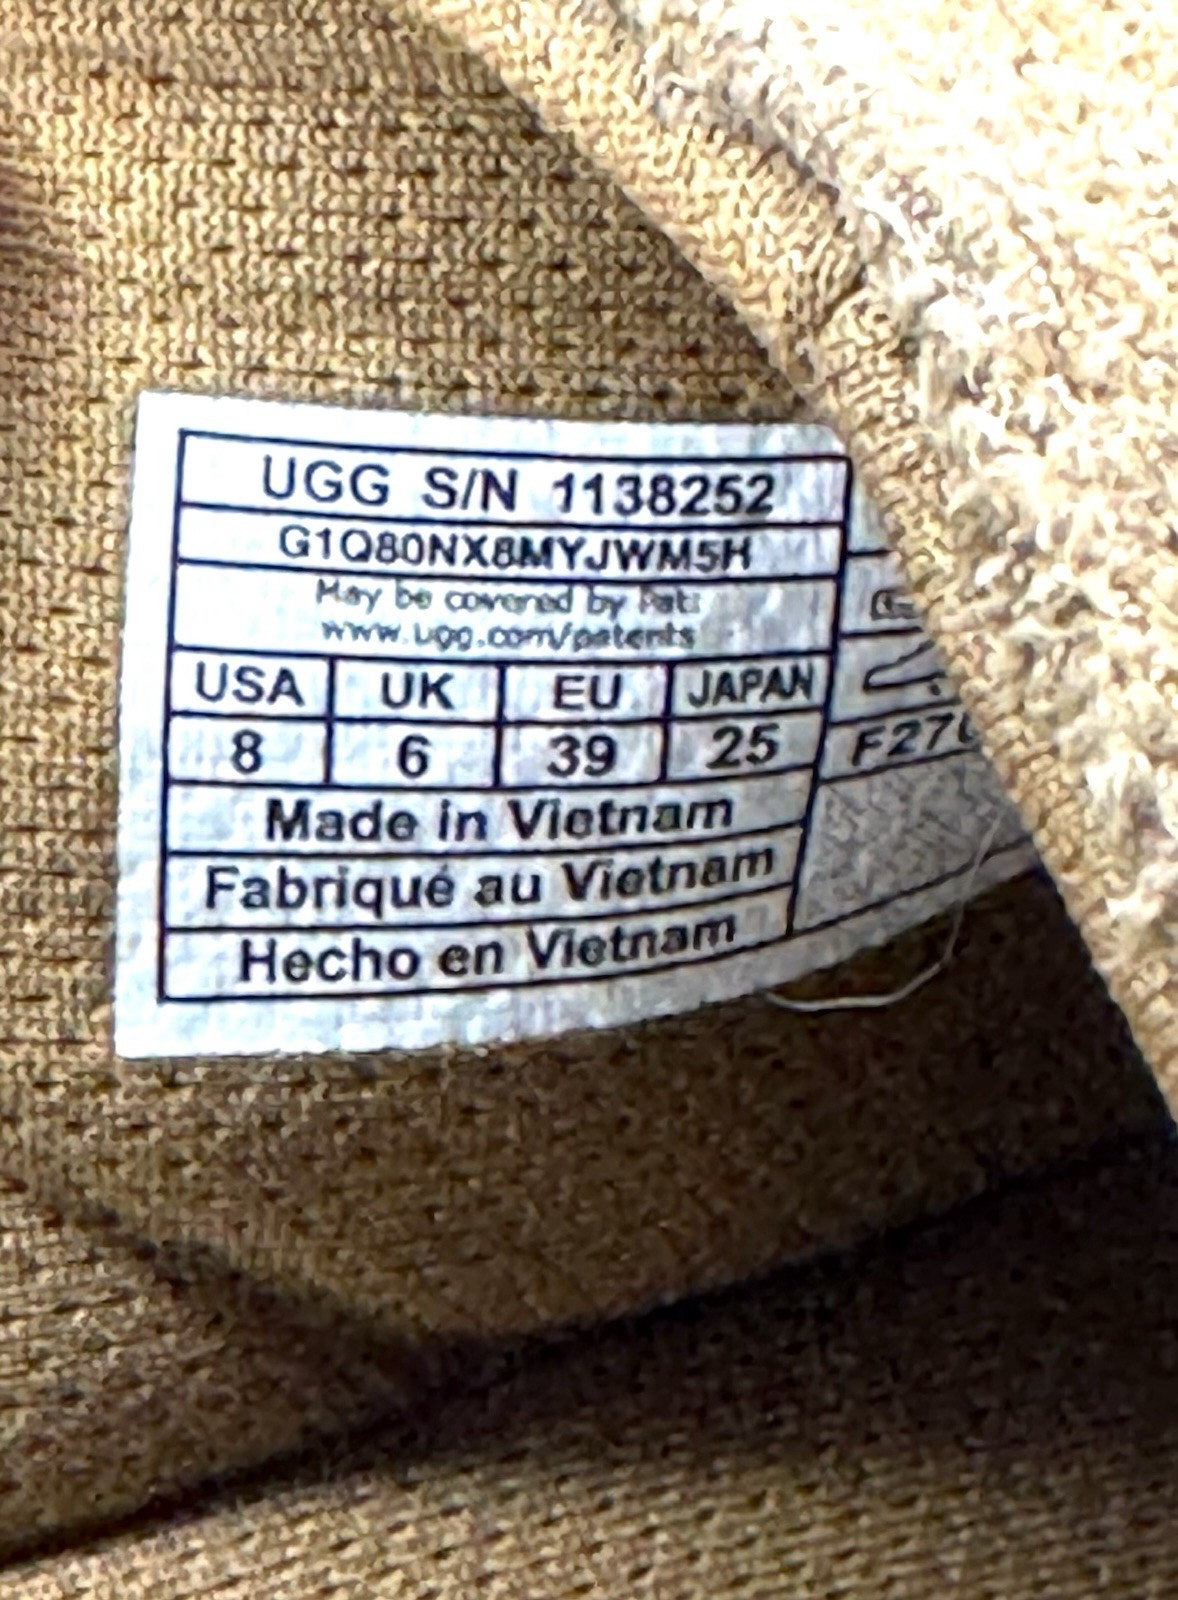 UGG S/N 1138252
G1Q80NX8MYJWM5H
May be covered by Pat:
www.ugg.com/patents
USA UK EU JAPAN
8 6 39 25 F270
Made in Vietnam
Fabriqué au Vietnam
Hecho en Vietnam